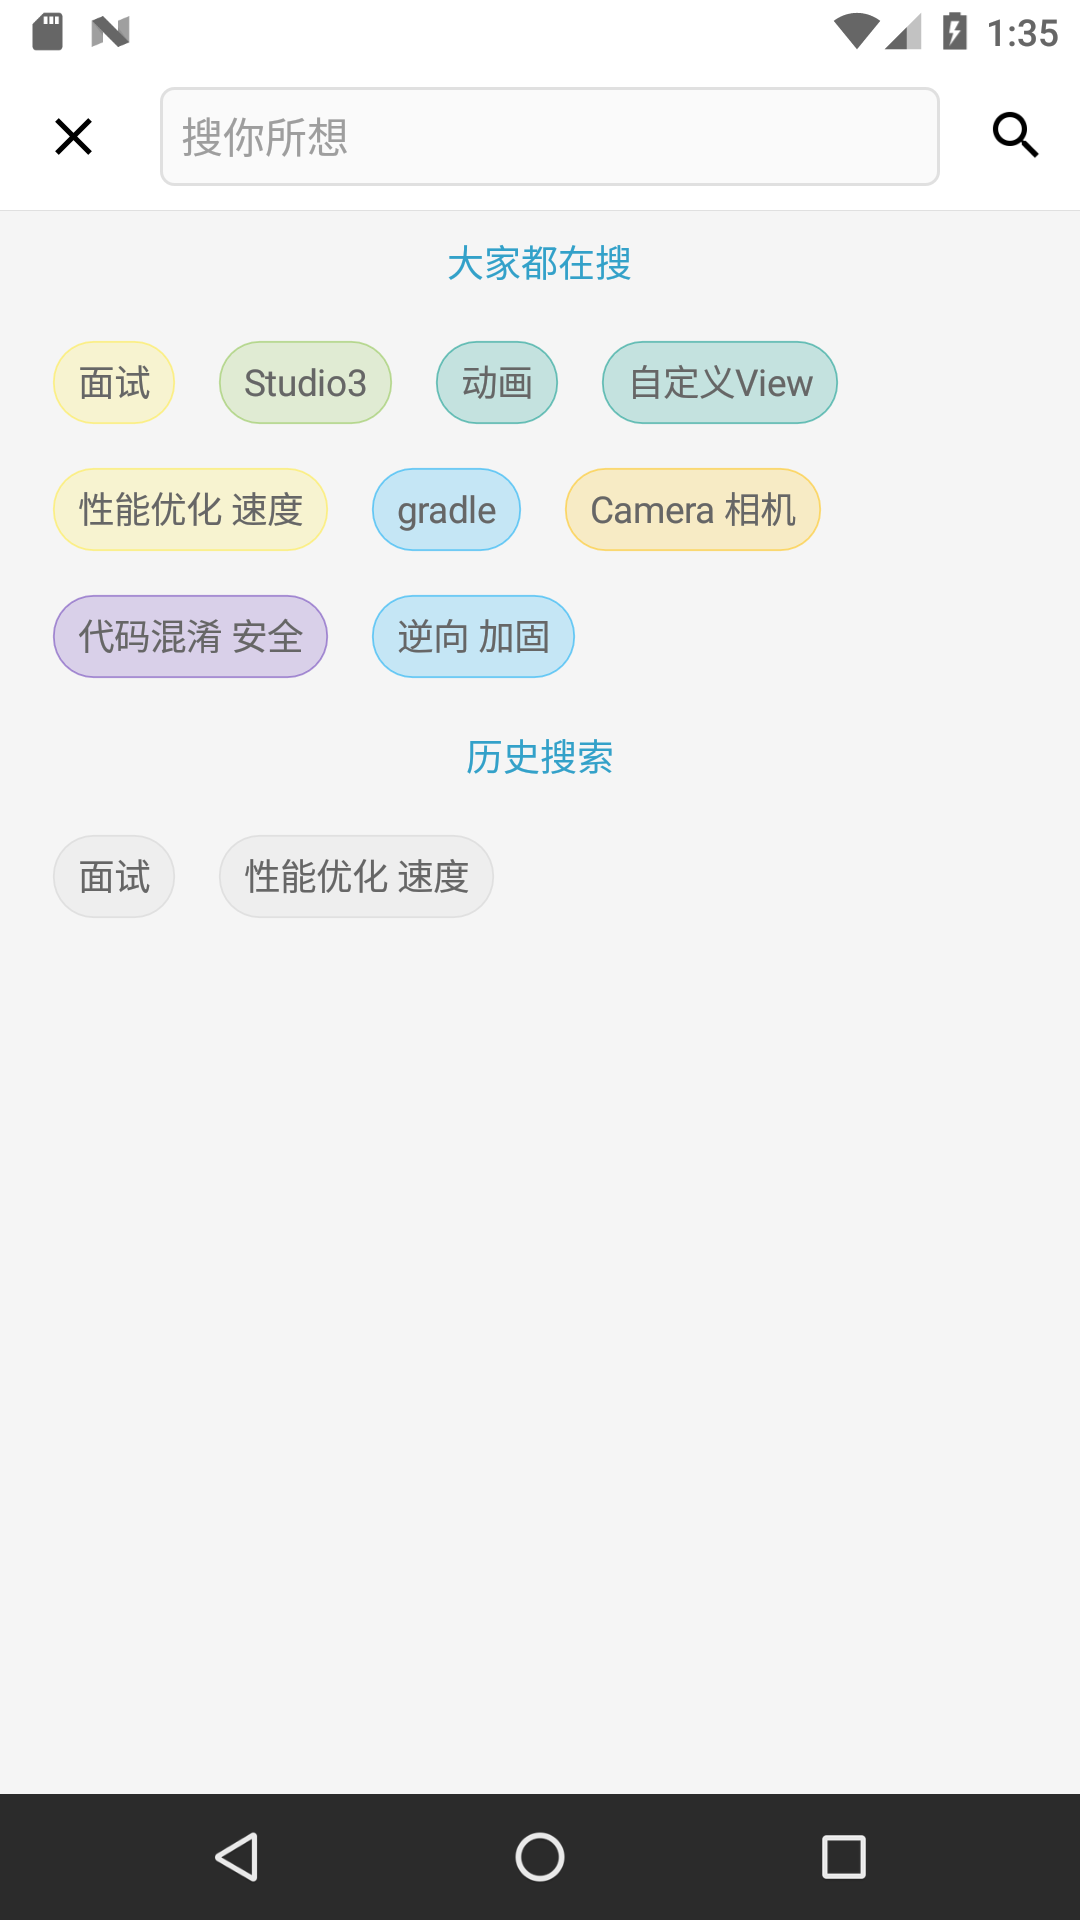 1:35
搜你所想
大家都在搜
面试 Studio3 动画 自定义View
性能优化 速度 gradle Camera 相机
代码混淆 安全 逆向 加固
历史搜索
面试 性能优化 速度